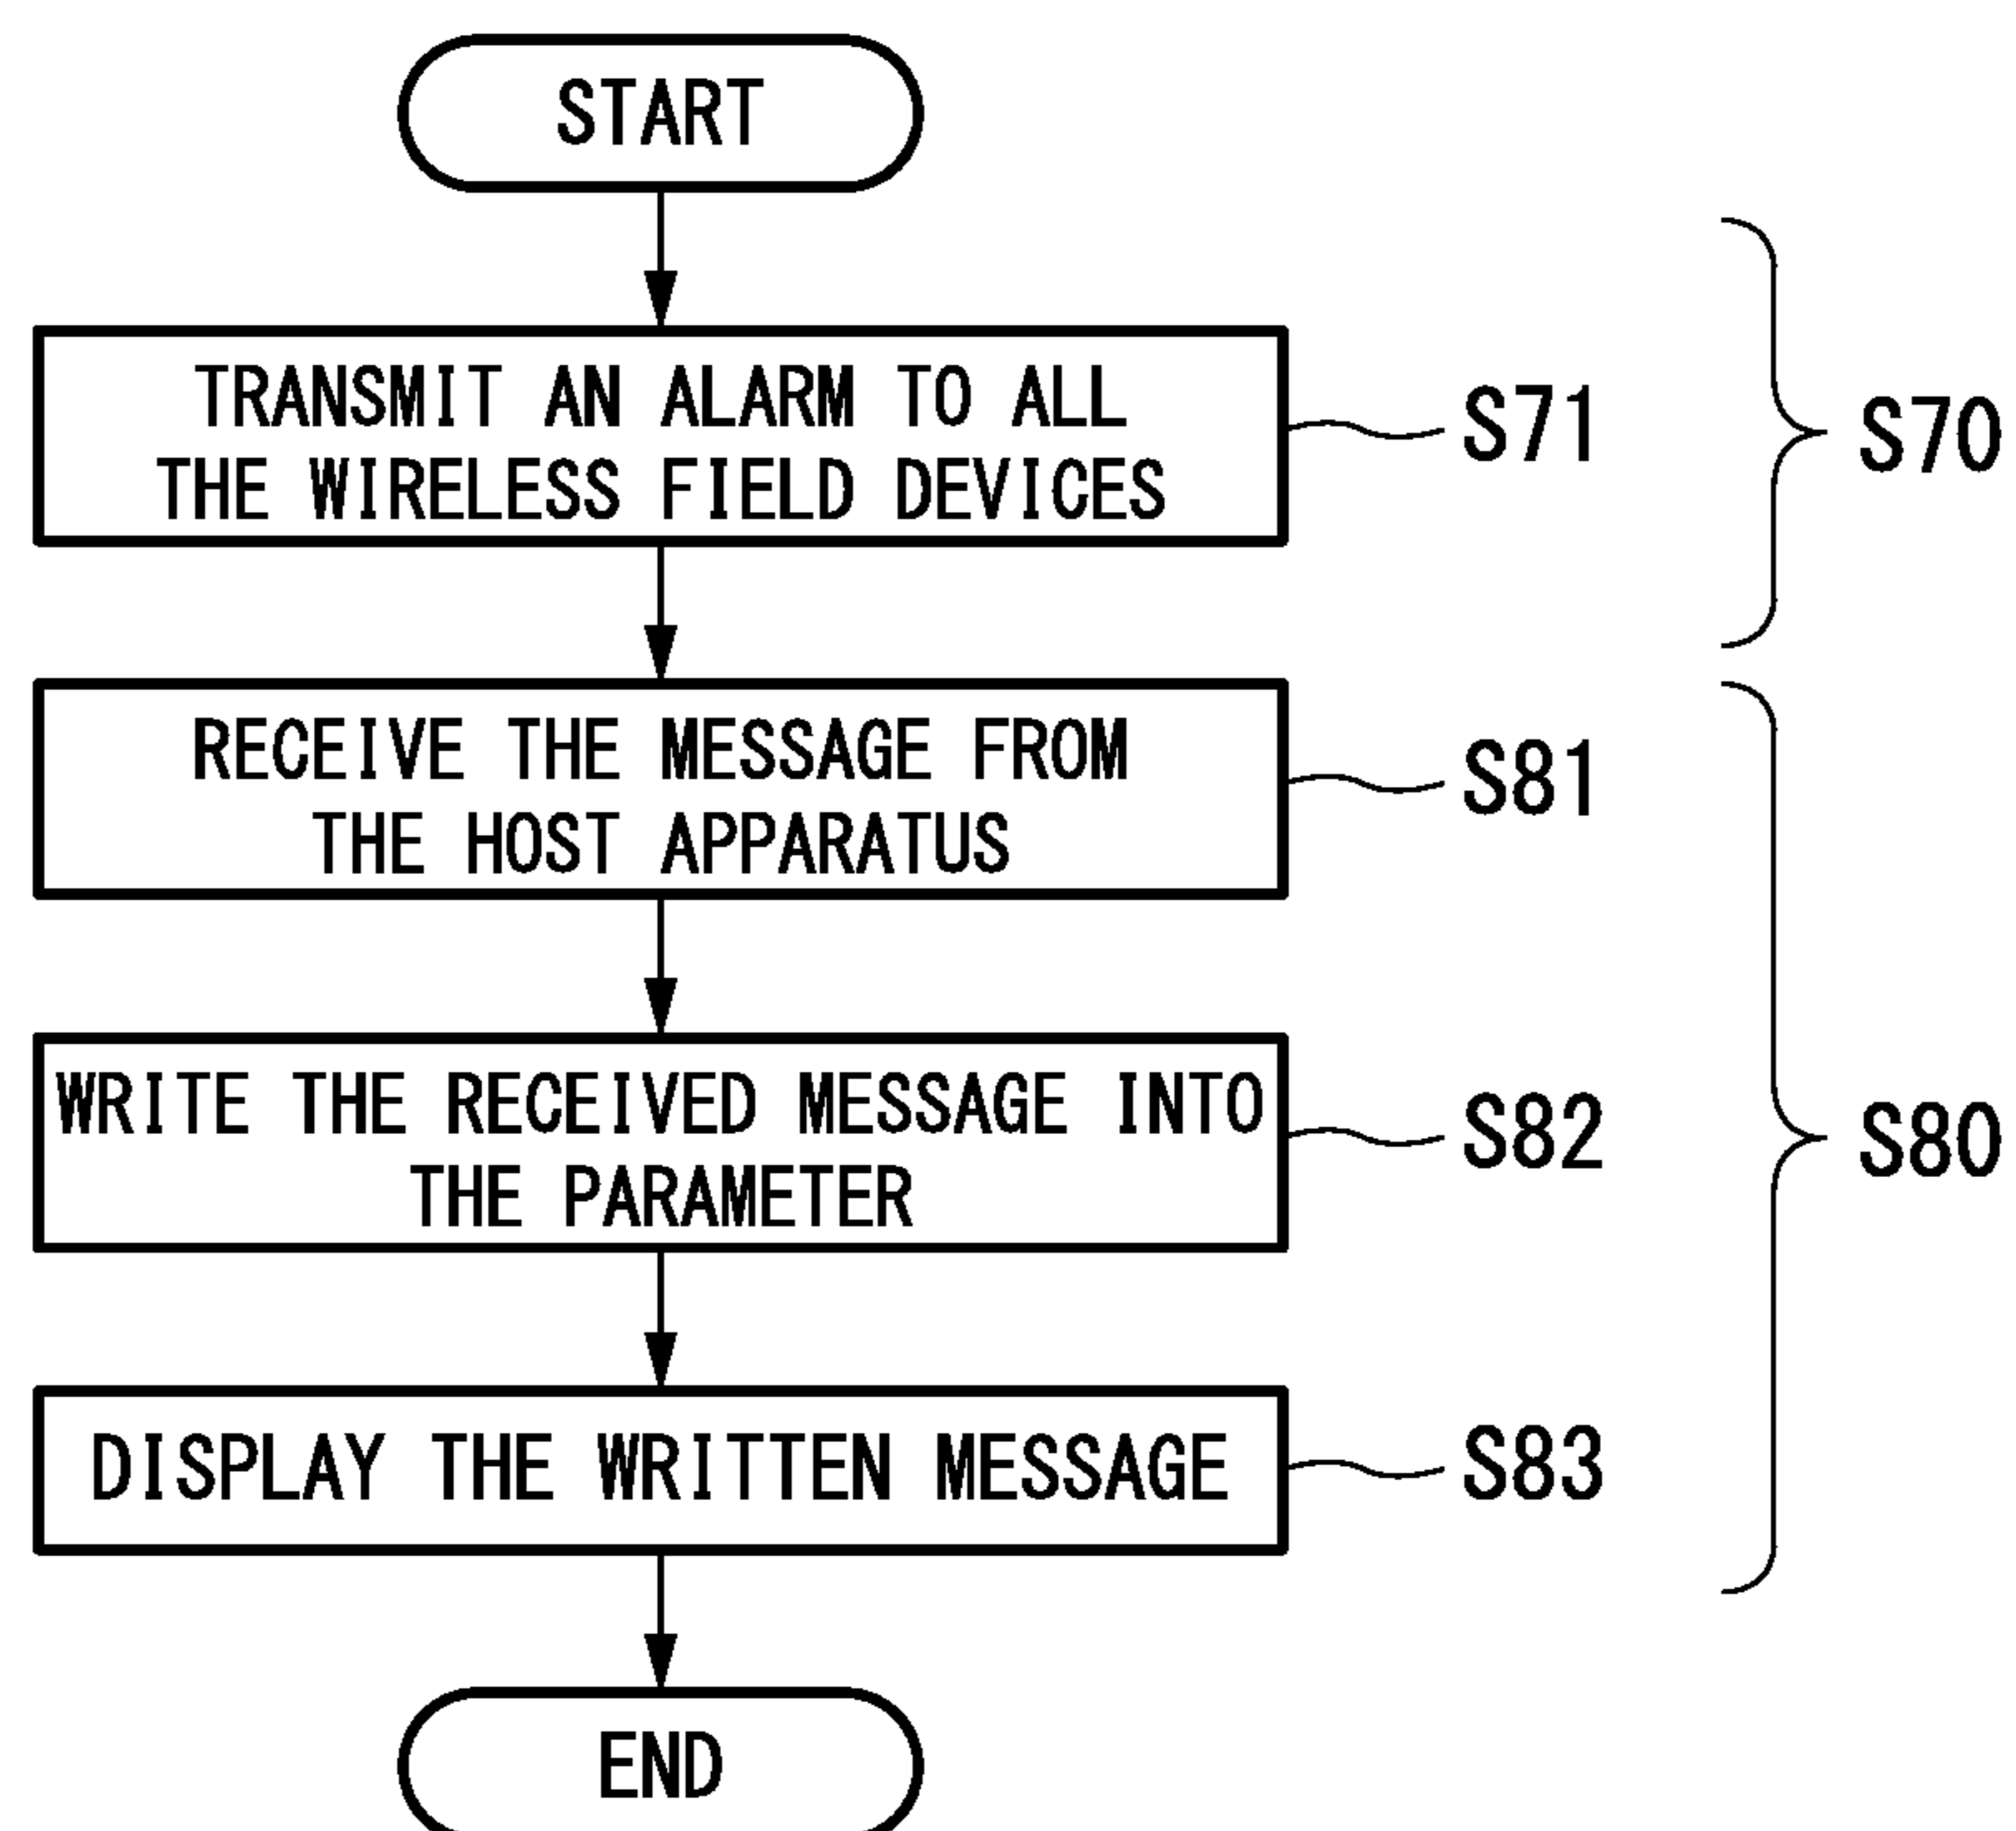 START
TRANSMIT AN ALARM TO ALL
THE WIRELESS FIELD DEVICES
S71
S70
RECEIVE THE MESSAGE FROM
THE HOST APPARATUS
S81
WRITE THE RECEIVED MESSAGE INTO
THE PARAMETER
S82
S80
DISPLAY THE WRITTEN MESSAGE
S83
END